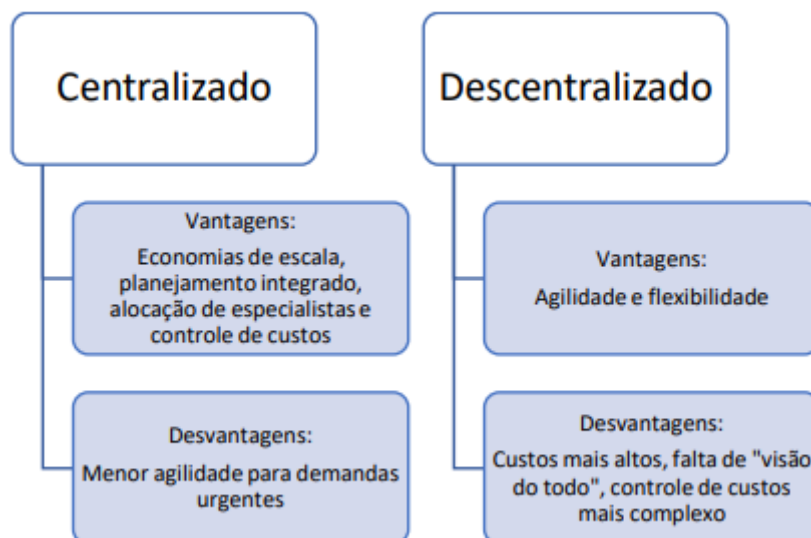 Centralizado
Vantagens:
Economias de escala,
planejamento integrado,
alocação de especialistas e
controle de custos
Desvantagens:
Menor agilidade para demandas
urgentes
Descentralizado
Vantagens:
Agilidade e flexibilidade
Desvantagens:
Custos mais altos, falta de "visão
do todo", controle de custos
mais complexo